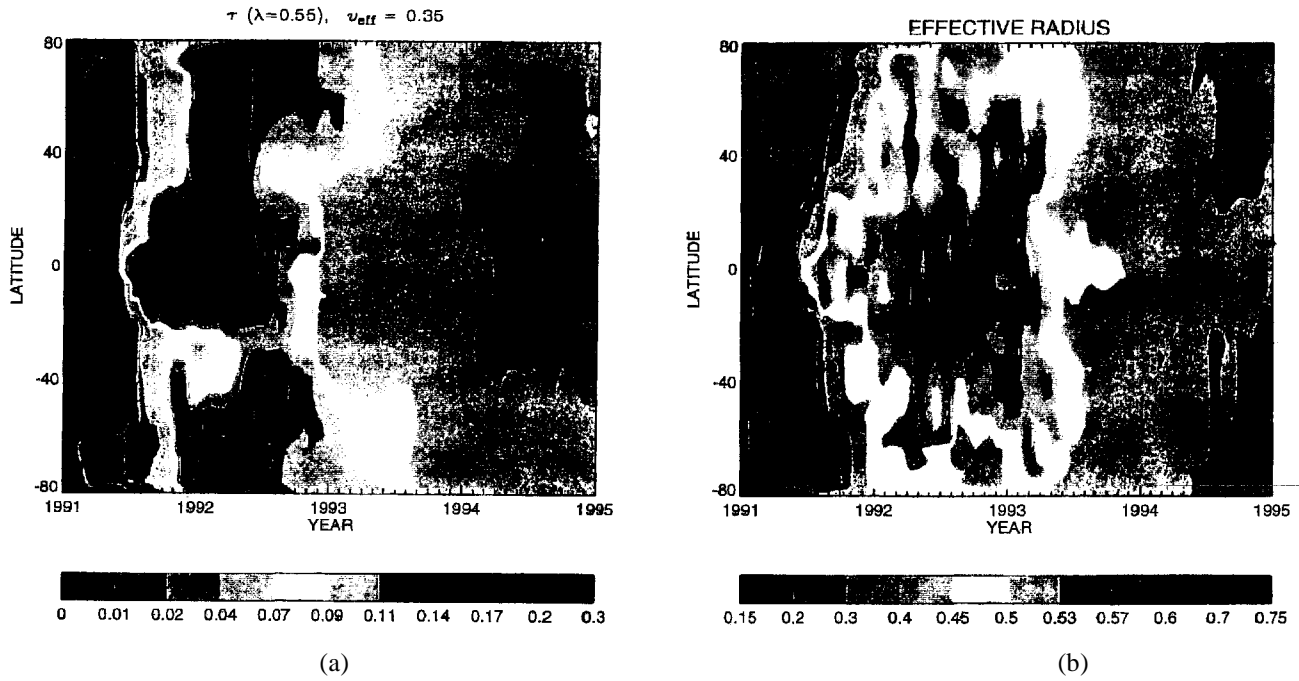 τ (λ=0.55), υeff = 0.35
80
40
0
-40
-80
LATITUDE
1991 1992 1993 1994 1995
YEAR
0 0.01 0.02 0.04 0.07 0.09 0.11 0.14 0.17 0.2 0.3
(a)
EFFECTIVE RADIUS
80
40
0
-40
-80
LATITUDE
1991 1992 1993 1994 1995
YEAR
0.15 0.2 0.3 0.4 0.45 0.5 0.53 0.57 0.6 0.7 0.75
(b)